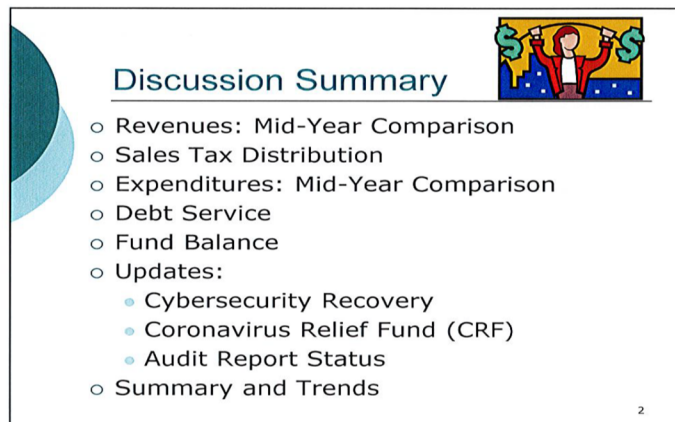 Discussion Summary
Revenues: Mid-Year Comparison
Sales Tax Distribution
Expenditures: Mid-Year Comparison
Debt Service
Fund Balance
Updates:
Cybersecurity Recovery
Coronavirus Relief Fund (CRF)
Audit Report Status
Summary and Trends
2